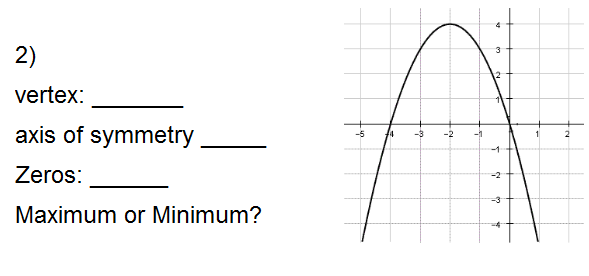 2)
vertex: _______
axis of symmetry _____
Zeros: ______
Maximum or Minimum?
4
3
2
1
-5 -4 -3 -2 -1 1 2
-1
-2
-3
-4